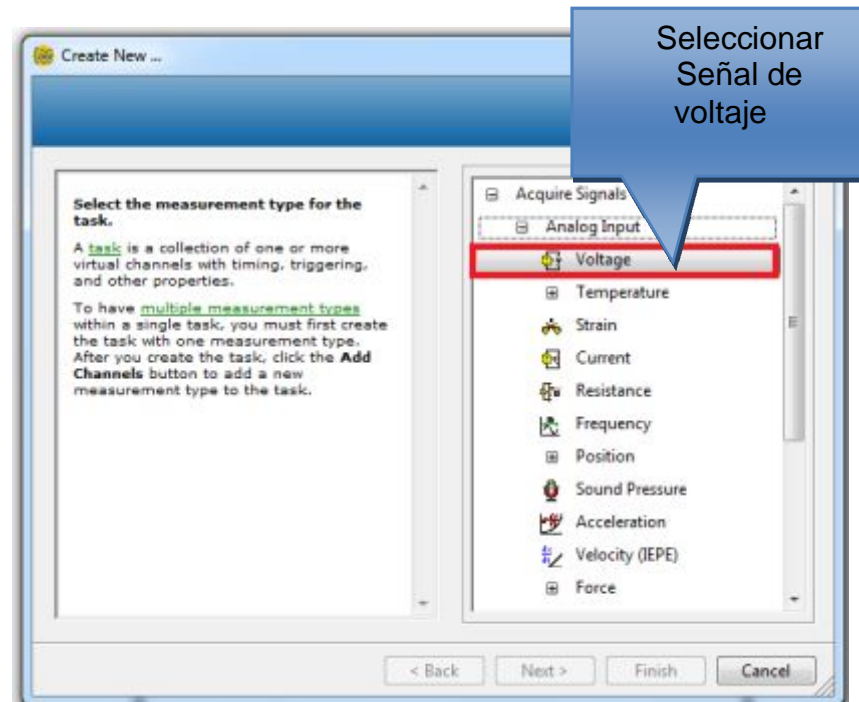 Seleccionar
Señal de
voltaje
Create New ...
Select the measurement type for the
task.
A task is a collection of one or more
virtual channels with timing, triggering,
and other properties.
To have multiple measurement types
within a single task, you must first create
the task with one measurement type.
After you create the task, click the Add
Channels button to add a new
measurement type to the task.
Acquire Signals
Analog Input
Voltage
Temperature
Strain
Current
Resistance
Frequency
Position
Sound Pressure
Acceleration
Velocity (IEPE)
Force
< Back
Next >
Finish
Cancel